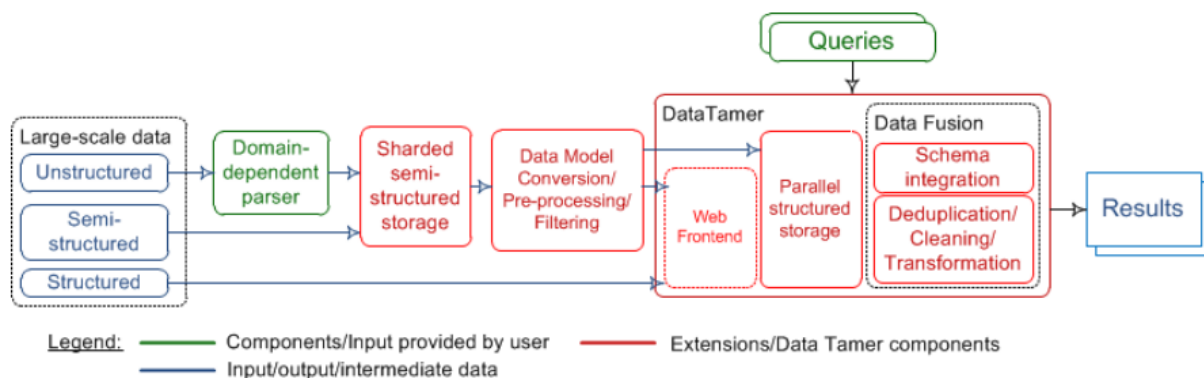 Queries
Large-scale data
Unstructured
Semi-
structured
Structured
Domain-
dependent
parser
Sharded
semi-
structured
storage
Data Model
Conversion/
Pre-processing/
Filtering
DataTamer
Web
Frontend
Parallel
structured
storage
Data Fusion
Schema
integration
Deduplication/
Cleaning/
Transformation
Results
Legend:
Components/Input provided by user
Extensions/Data Tamer components
Input/output/intermediate data